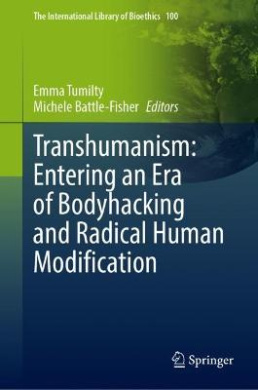 The International Library of Bioethics 100
Emma Tumilty
Michele Battle-Fisher Editors
Transhumanism:
Entering an Era
of Bodyhacking
and Radical Human
Modification
Springer